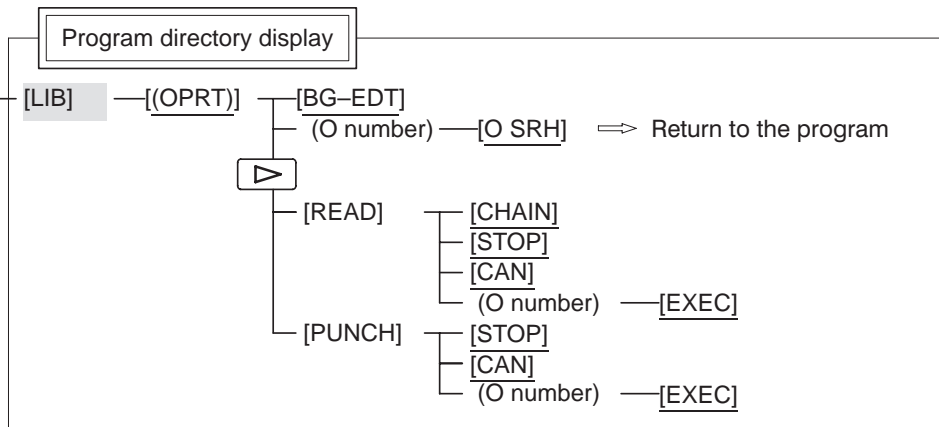 Program directory display
[LIB] [(OPRT)] [BG–EDT]
(O number) [O SRH] Return to the program
[READ] [CHAIN]
[STOP]
[CAN]
(O number) [EXEC]
[PUNCH] [STOP]
[CAN]
(O number) [EXEC]